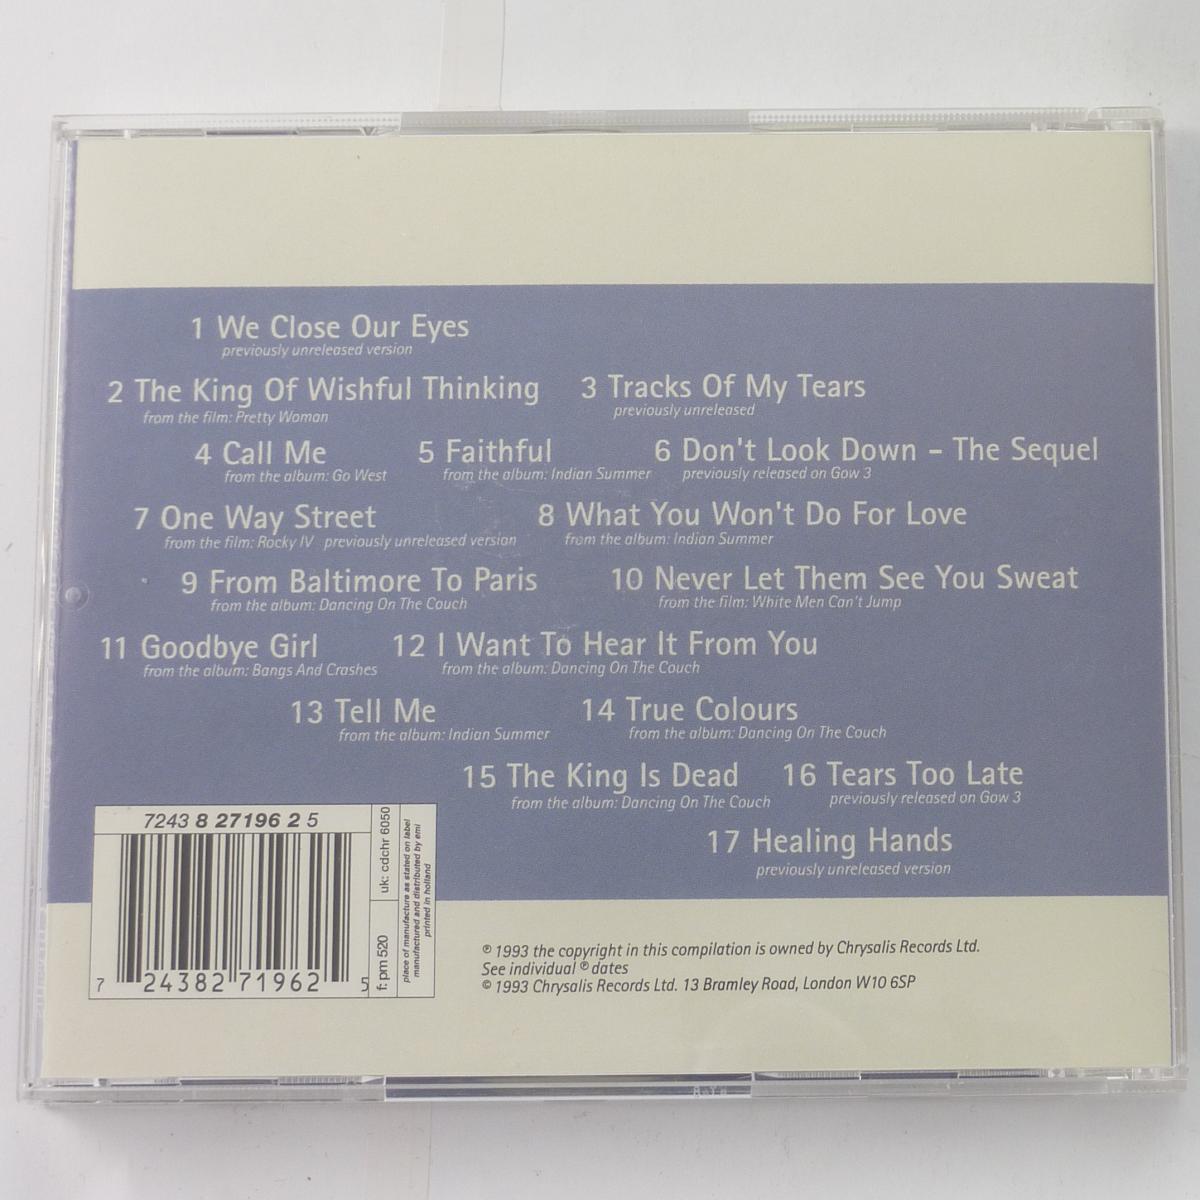 1 We Close Our Eyes
previously unreleased version
2 The King Of Wishful Thinking 3 Tracks Of My Tears
from the film: Pretty Woman previously unreleased
4 Call Me 5 Faithful 6 Don't Look Down – The Sequel
from the album: Go West from the album: Indian Summer previously released on Gow 3
7 One Way Street 8 What You Won't Do For Love
from the film: Rocky IV previously unreleased version from the album: Indian Summer
9 From Baltimore To Paris 10 Never Let Them See You Sweat
from the album: Dancing On The Couch from the film: White Men Can't Jump
11 Goodbye Girl 12 I Want To Hear It From You
from the album: Bangs And Crashes from the album: Dancing On The Couch
13 Tell Me 14 True Colours
from the album: Indian Summer from the album: Dancing On The Couch
15 The King Is Dead 16 Tears Too Late
from the album: Dancing On The Couch previously released on Gow 3
17 Healing Hands
previously unreleased version
7243 8 27196 2 5
7 24382 71962 5
uk: cdchr 6050
f: pm 520
place of manufacture as stated on label
manufactured and distributed by emi
printed in holland
℗ 1993 the copyright in this compilation is owned by Chrysalis Records Ltd.
See individual ℗ dates
© 1993 Chrysalis Records Ltd. 13 Bramley Road, London W10 6SP